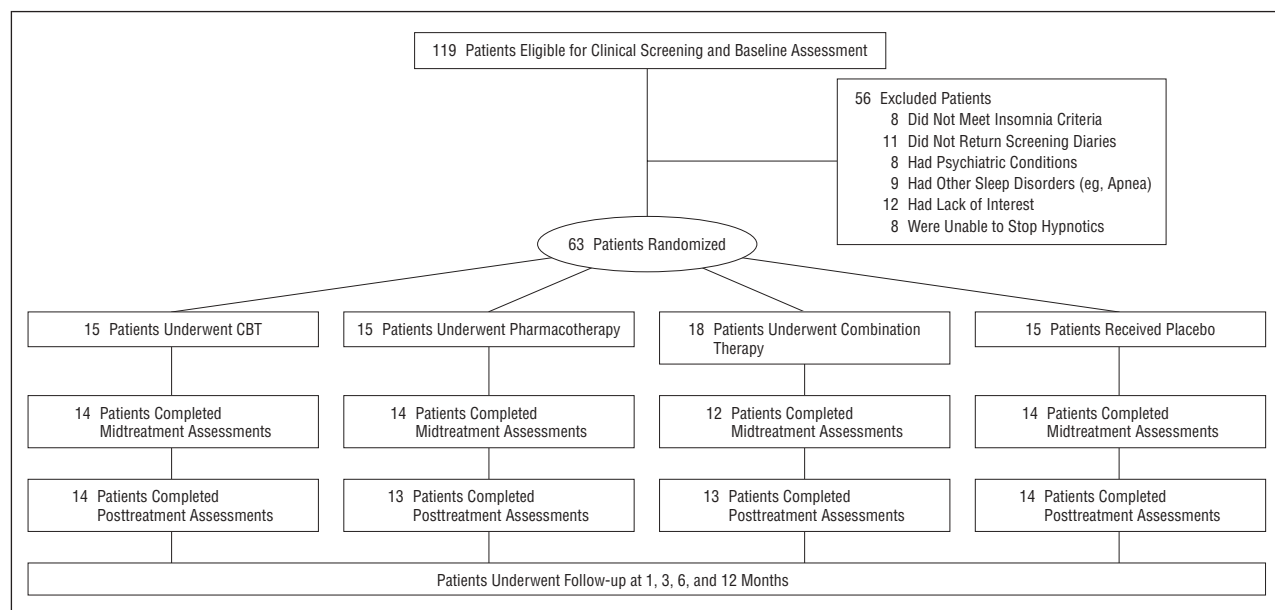 119 Patients Eligible for Clinical Screening and Baseline Assessment
56 Excluded Patients
8 Did Not Meet Insomnia Criteria
11 Did Not Return Screening Diaries
8 Had Psychiatric Conditions
9 Had Other Sleep Disorders (eg, Apnea)
12 Had Lack of Interest
8 Were Unable to Stop Hypnotics
63 Patients Randomized
15 Patients Underwent CBT
15 Patients Underwent Pharmacotherapy
18 Patients Underwent Combination
Therapy
15 Patients Received Placebo
14 Patients Completed
Midtreatment Assessments
14 Patients Completed
Midtreatment Assessments
12 Patients Completed
Midtreatment Assessments
14 Patients Completed
Midtreatment Assessments
14 Patients Completed
Posttreatment Assessments
13 Patients Completed
Posttreatment Assessments
13 Patients Completed
Posttreatment Assessments
14 Patients Completed
Posttreatment Assessments
Patients Underwent Follow-up at 1, 3, 6, and 12 Months